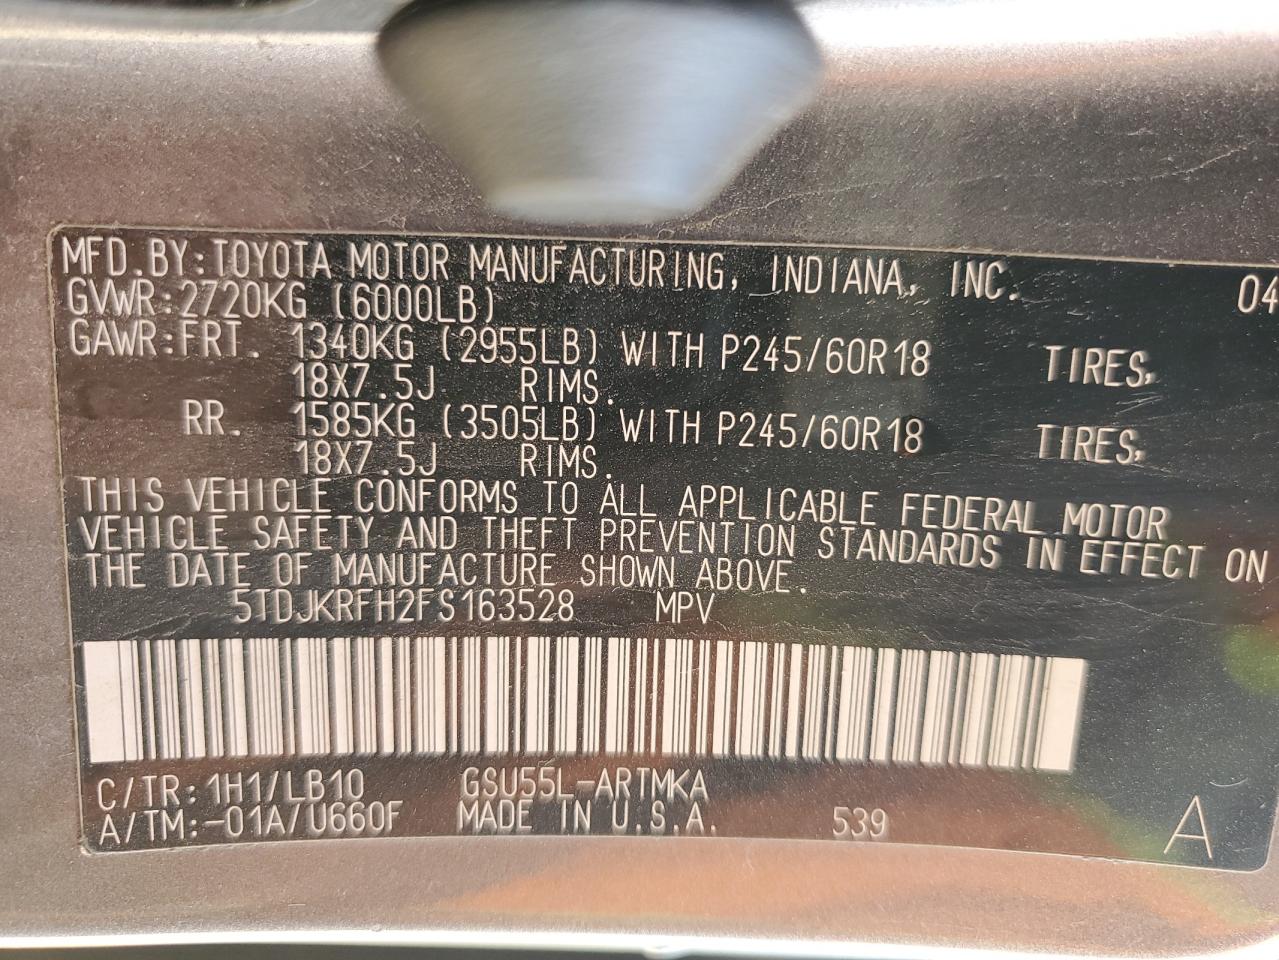 MFD.BY:TOYOTA MOTOR MANUFACTURING, INDIANA, INC. 04
GVWR:2720KG (6000LB)
GAWR:FRT. 1340KG (2955LB) WITH P245/60R18 TIRES,
18X7.5J RIMS.
RR. 1585KG (3505LB) WITH P245/60R18 TIRES,
18X7.5J RIMS.
THIS VEHICLE CONFORMS TO ALL APPLICABLE FEDERAL MOTOR
VEHICLE SAFETY AND THEFT PREVENTION STANDARDS IN EFFECT ON
THE DATE OF MANUFACTURE SHOWN ABOVE.
5TDJKRFH2FS163528 MPV
C/TR:1H1/LB10 GSU55L-ARTMKA
A/TM:-01A/U660F MADE IN U.S.A. 539 A